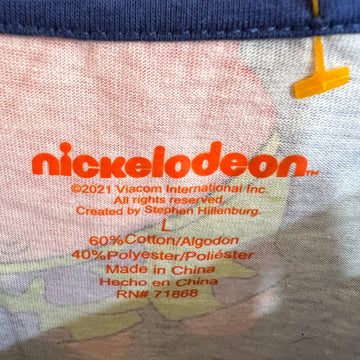 nickelodeon™
©2021 Viacom International Inc.
All rights reserved.
Created by Stephen Hillenburg.
L
60%Cotton/Algodon
40%Polyester/Poliéster
Made in China
Hecho en China
RN# 71868